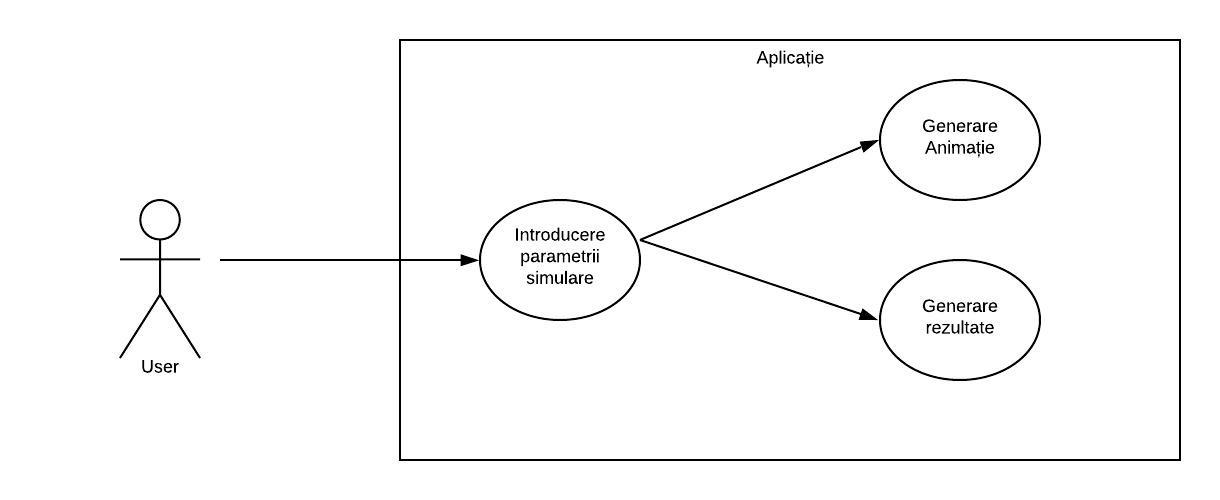 Aplicație
Generare
Animație
Introducere
parametrii
simulare
Generare
rezultate
User